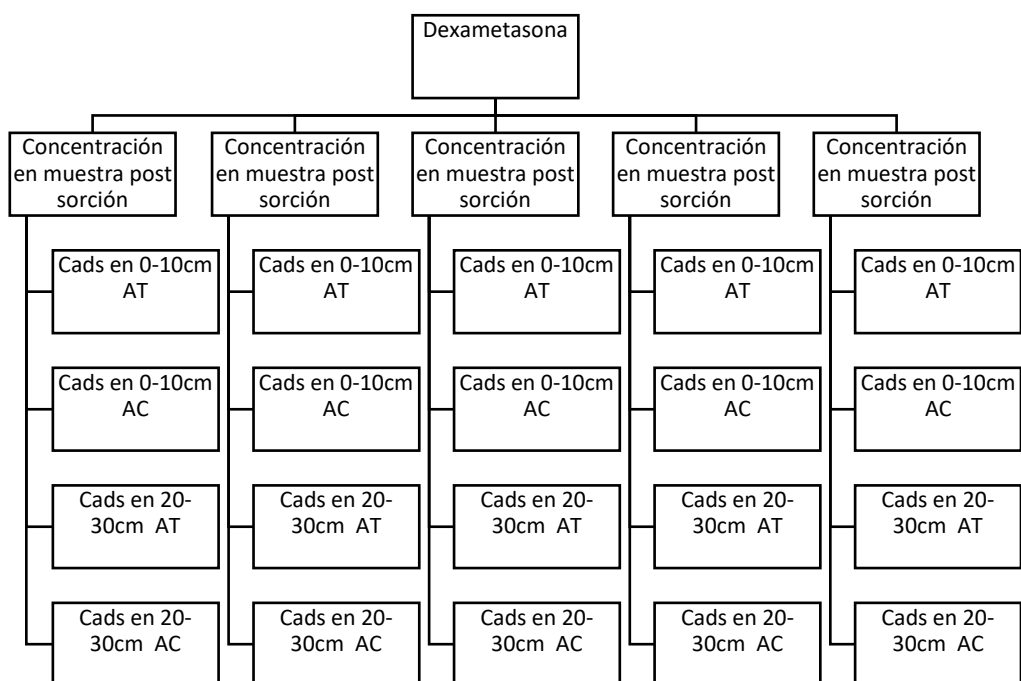 Dexametasona
Concentración
en muestra post
sorción
Concentración
en muestra post
sorción
Concentración
en muestra post
sorción
Concentración
en muestra post
sorción
Concentración
en muestra post
sorción
Cads en 0-10cm
AT
Cads en 0-10cm
AT
Cads en 0-10cm
AT
Cads en 0-10cm
AT
Cads en 0-10cm
AT
Cads en 0-10cm
AC
Cads en 0-10cm
AC
Cads en 0-10cm
AC
Cads en 0-10cm
AC
Cads en 0-10cm
AC
Cads en 20-
30cm AT
Cads en 20-
30cm AT
Cads en 20-
30cm AT
Cads en 20-
30cm AT
Cads en 20-
30cm AT
Cads en 20-
30cm AC
Cads en 20-
30cm AC
Cads en 20-
30cm AC
Cads en 20-
30cm AC
Cads en 20-
30cm AC